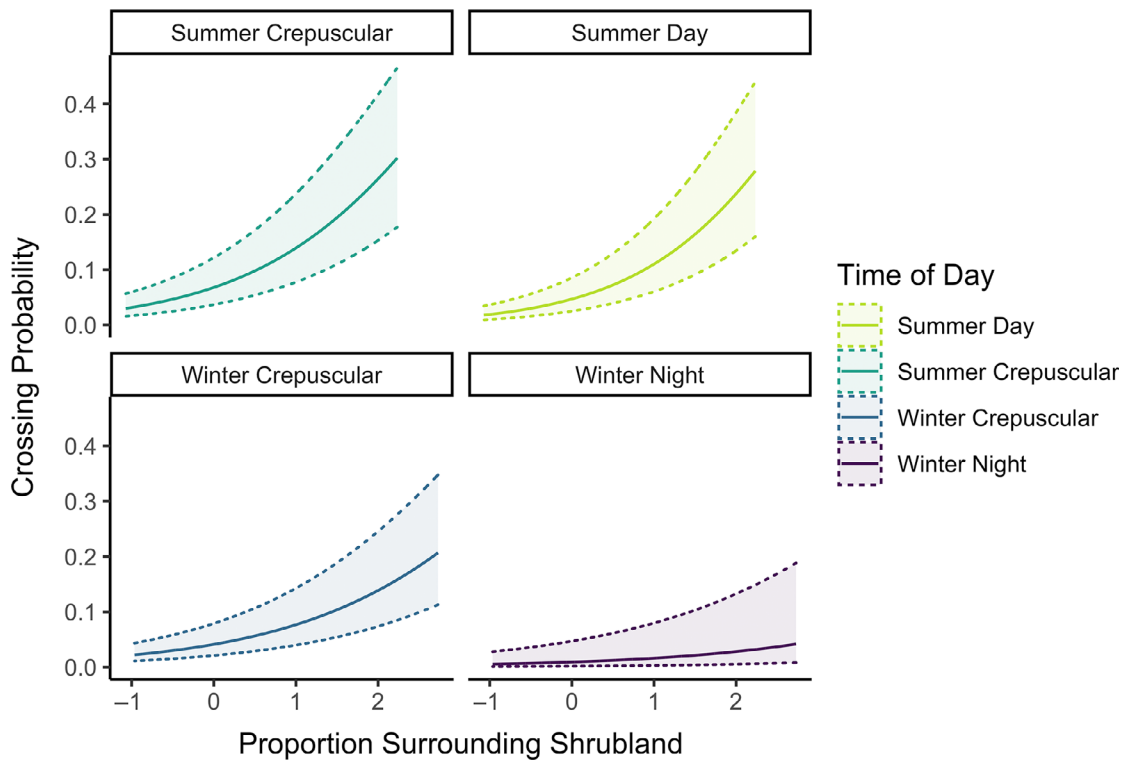 Summer Crepuscular
Summer Day
0.4
0.3
0.2
0.1
0.0
Winter Crepuscular
Winter Night
0.4
0.3
0.2
0.1
0.0
−1 0 1 2
−1 0 1 2
Crossing Probability
Proportion Surrounding Shrubland
Time of Day
Summer Day
Summer Crepuscular
Winter Crepuscular
Winter Night